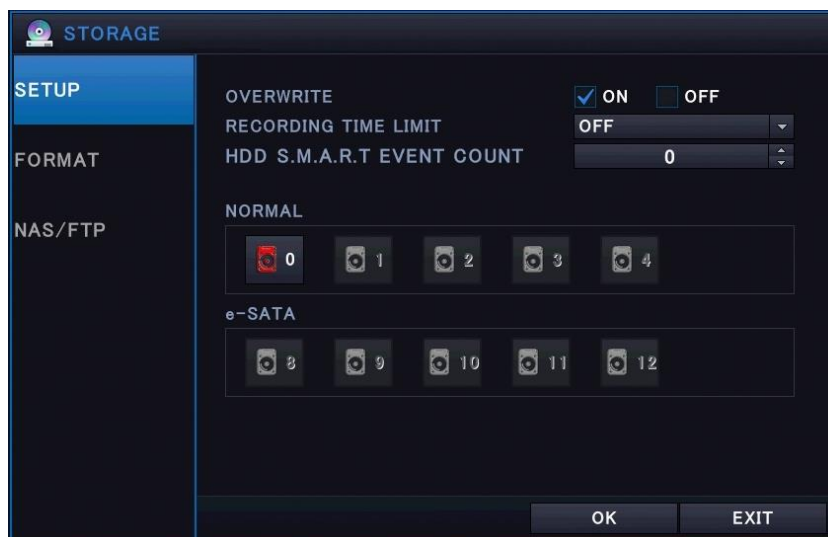 STORAGE
SETUP
FORMAT
NAS/FTP
OVERWRITE ON OFF
RECORDING TIME LIMIT OFF
HDD S.M.A.R.T EVENT COUNT 0
NORMAL
0 1 2 3 4
e-SATA
8 9 10 11 12
OK EXIT